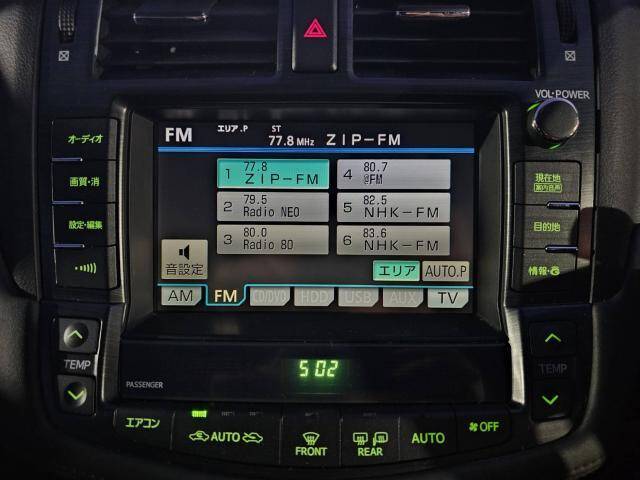 VOL・POWER
オーディオ
画質・消
設定・編集
FM エリア.P ST 77.8 MHz ZIP-FM
1 77.8 ZIP-FM
2 79.5 Radio NEO
3 80.0 Radio 80
4 80.7 @FM
5 82.5 NHK-FM
6 83.6 NHK-FM
音設定
エリア AUTO.P
AM FM CD/DVD HDD USB AUX TV
現在地
案内音声
目的地
情報・G
TEMP
5:02
PASSENGER
TEMP
エアコン
AUTO
FRONT
REAR
AUTO
OFF